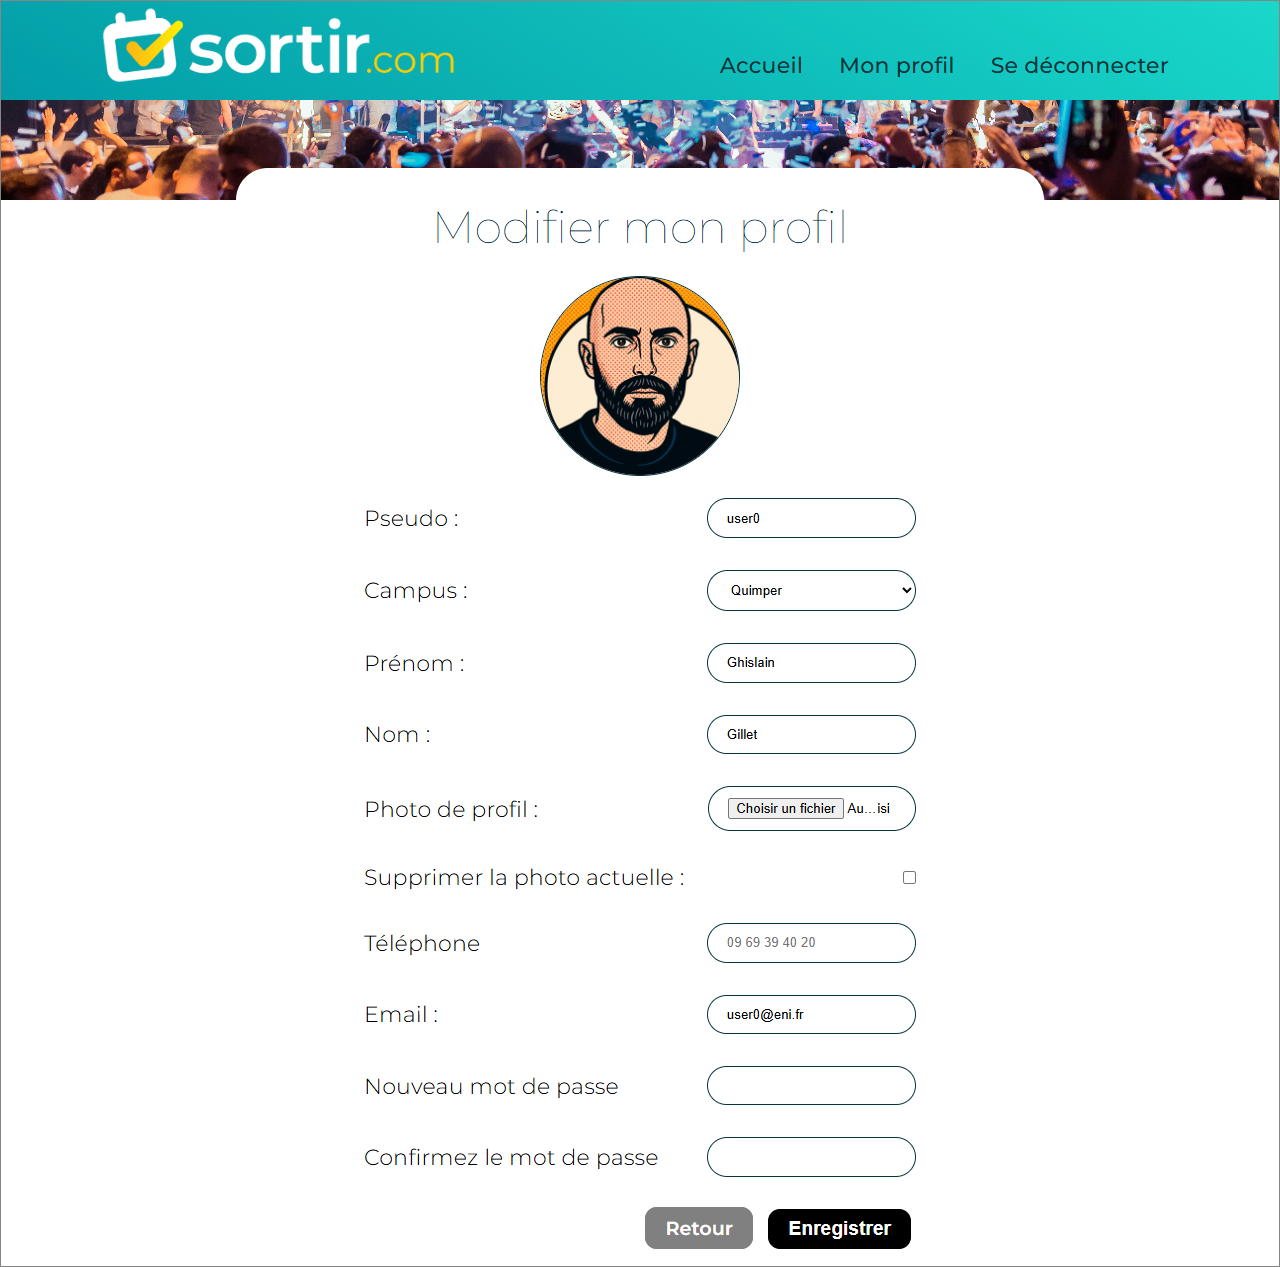 sortir.com
Accueil Mon profil Se déconnecter
Modifier mon profil
Pseudo : user0
Campus : Quimper
Prénom : Ghislain
Nom : Gillet
Photo de profil : Choisir un fichier Au...isi
Supprimer la photo actuelle :
Téléphone 09 69 39 40 20
Email : user0@eni.fr
Nouveau mot de passe
Confirmez le mot de passe
Retour Enregistrer